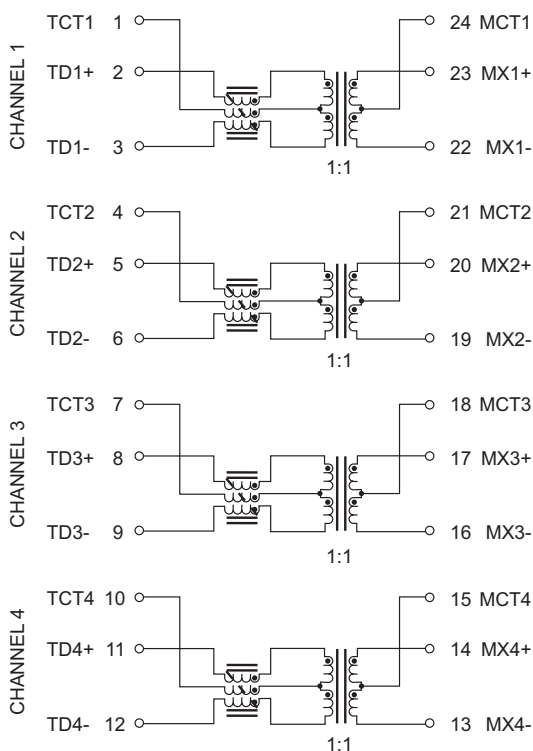 CHANNEL 1
TCT1 1
24 MCT1
TD1+ 2
23 MX1+
TD1- 3
22 MX1-
1:1
CHANNEL 2
TCT2 4
21 MCT2
TD2+ 5
20 MX2+
TD2- 6
19 MX2-
1:1
CHANNEL 3
TCT3 7
18 MCT3
TD3+ 8
17 MX3+
TD3- 9
16 MX3-
1:1
CHANNEL 4
TCT4 10
15 MCT4
TD4+ 11
14 MX4+
TD4- 12
13 MX4-
1:1